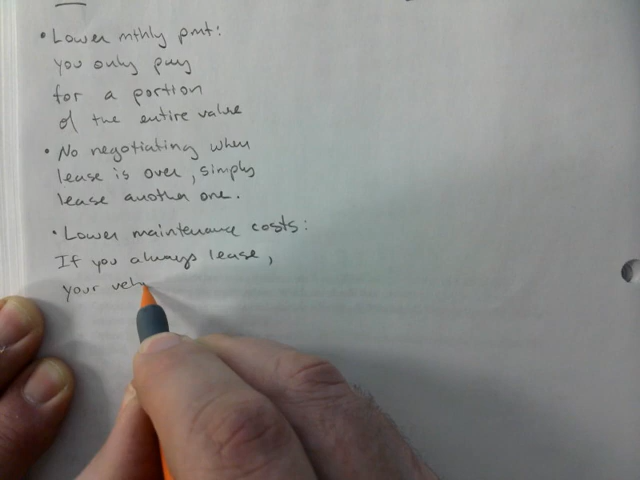 • Lower mthly pmt:
you only pay
for a portion
of the entire value
• No negotiating when
lease is over, simply
lease another one.
• Lower maintenance costs:
If you always lease,
your veh